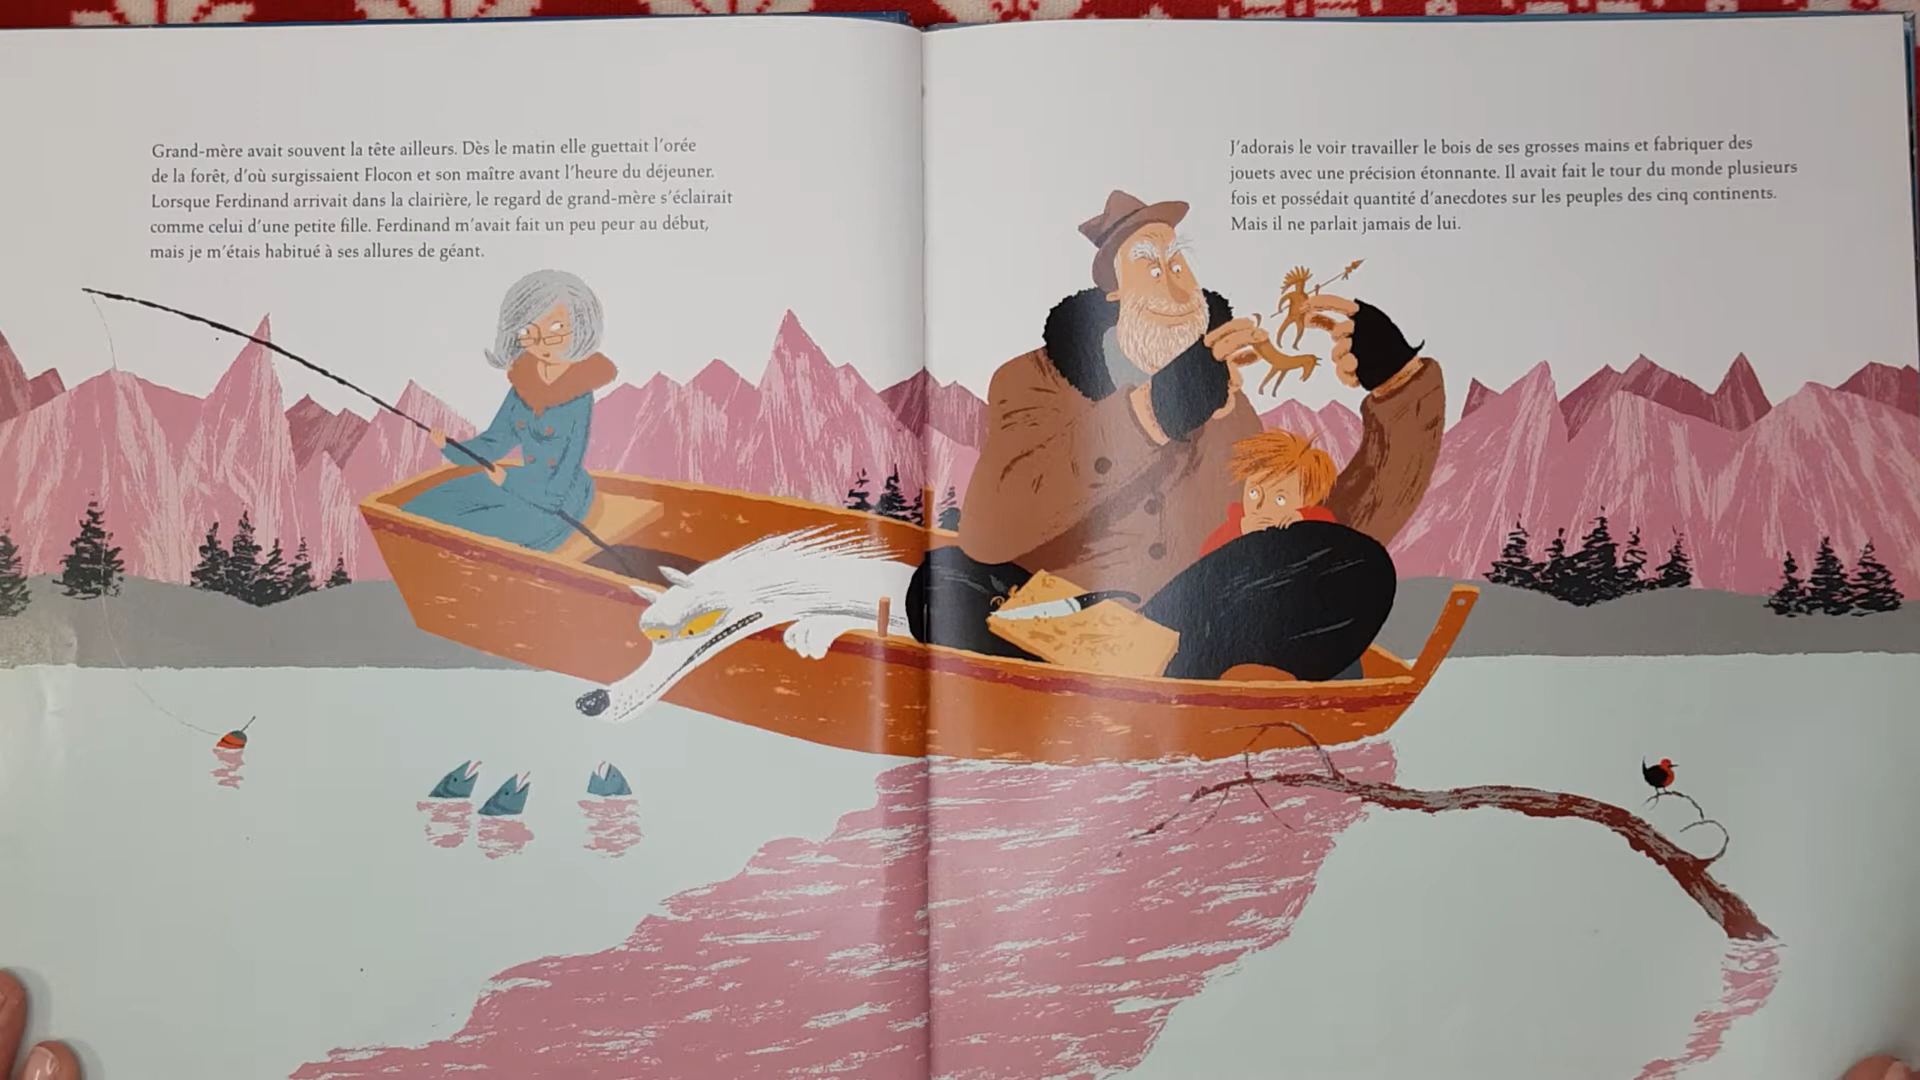 Grand-mère avait souvent la tête ailleurs. Dès le matin elle guettait l'orée
de la forêt, d'où surgissaient Flocon et son maître avant l'heure du déjeuner.
Lorsque Ferdinand arrivait dans la clairière, le regard de grand-mère s'éclairait
comme celui d'une petite fille. Ferdinand m'avait fait un peu peur au début,
mais je m'étais habitué à ses allures de géant.
J'adorais le voir travailler le bois de ses grosses mains et fabriquer des
jouets avec une précision étonnante. Il avait fait le tour du monde plusieurs
fois et possédait quantité d'anecdotes sur les peuples des cinq continents.
Mais il ne parlait jamais de lui.